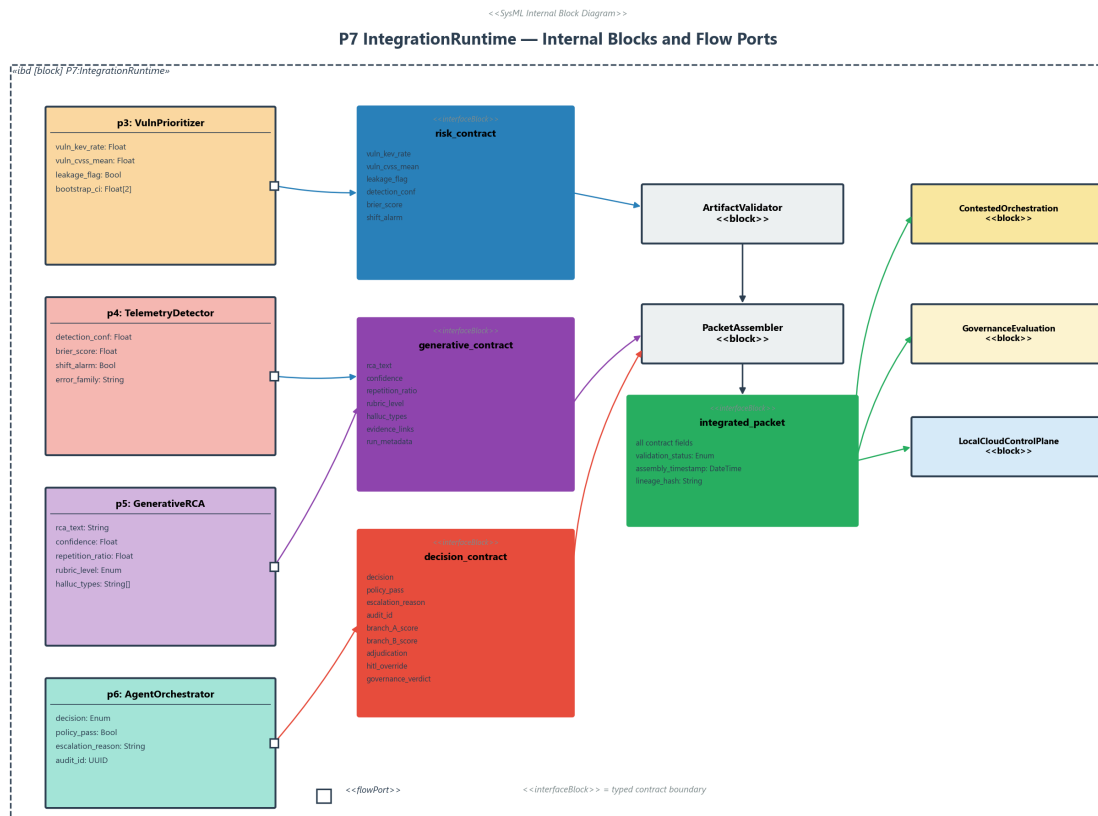 <<SysML Internal Block Diagram>>
P7 IntegrationRuntime — Internal Blocks and Flow Ports
«ibd [block] P7:IntegrationRuntime»
p3: VulnPrioritizer
vuln_kev_rate: Float
vuln_cvss_mean: Float
leakage_flag: Bool
bootstrap_ci: Float[2]
p4: TelemetryDetector
detection_conf: Float
brier_score: Float
shift_alarm: Bool
error_family: String
p5: GenerativeRCA
rca_text: String
confidence: Float
repetition_ratio: Float
rubric_level: Enum
halluc_types: String[]
p6: AgentOrchestrator
decision: Enum
policy_pass: Bool
escalation_reason: String
audit_id: UUID
<<interfaceBlock>>
risk_contract
vuln_kev_rate
vuln_cvss_mean
leakage_flag
detection_conf
brier_score
shift_alarm
<<interfaceBlock>>
generative_contract
rca_text
confidence
repetition_ratio
rubric_level
halluc_types
evidence_links
run_metadata
<<interfaceBlock>>
decision_contract
decision
policy_pass
escalation_reason
audit_id
branch_A_score
branch_B_score
adjudication
hitl_override
governance_verdict
ArtifactValidator
<<block>>
PacketAssembler
<<block>>
integrated_packet
all contract fields
validation_status: Enum
assembly_timestamp: DateTime
lineage_hash: String
ContestedOrchestration
<<block>>
GovernanceEvaluation
<<block>>
LocalCloudControlPlane
<<block>>
<<flowPort>>
<<interfaceBlock>> = typed contract boundary